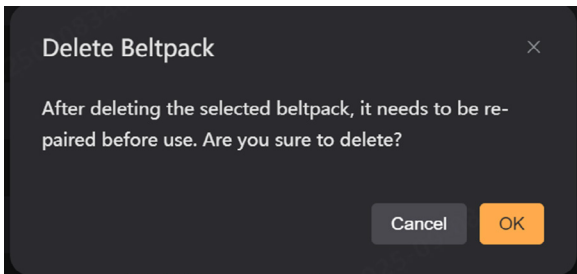 Delete Beltpack
After deleting the selected beltpack, it needs to be re-
paired before use. Are you sure to delete?
Cancel
OK